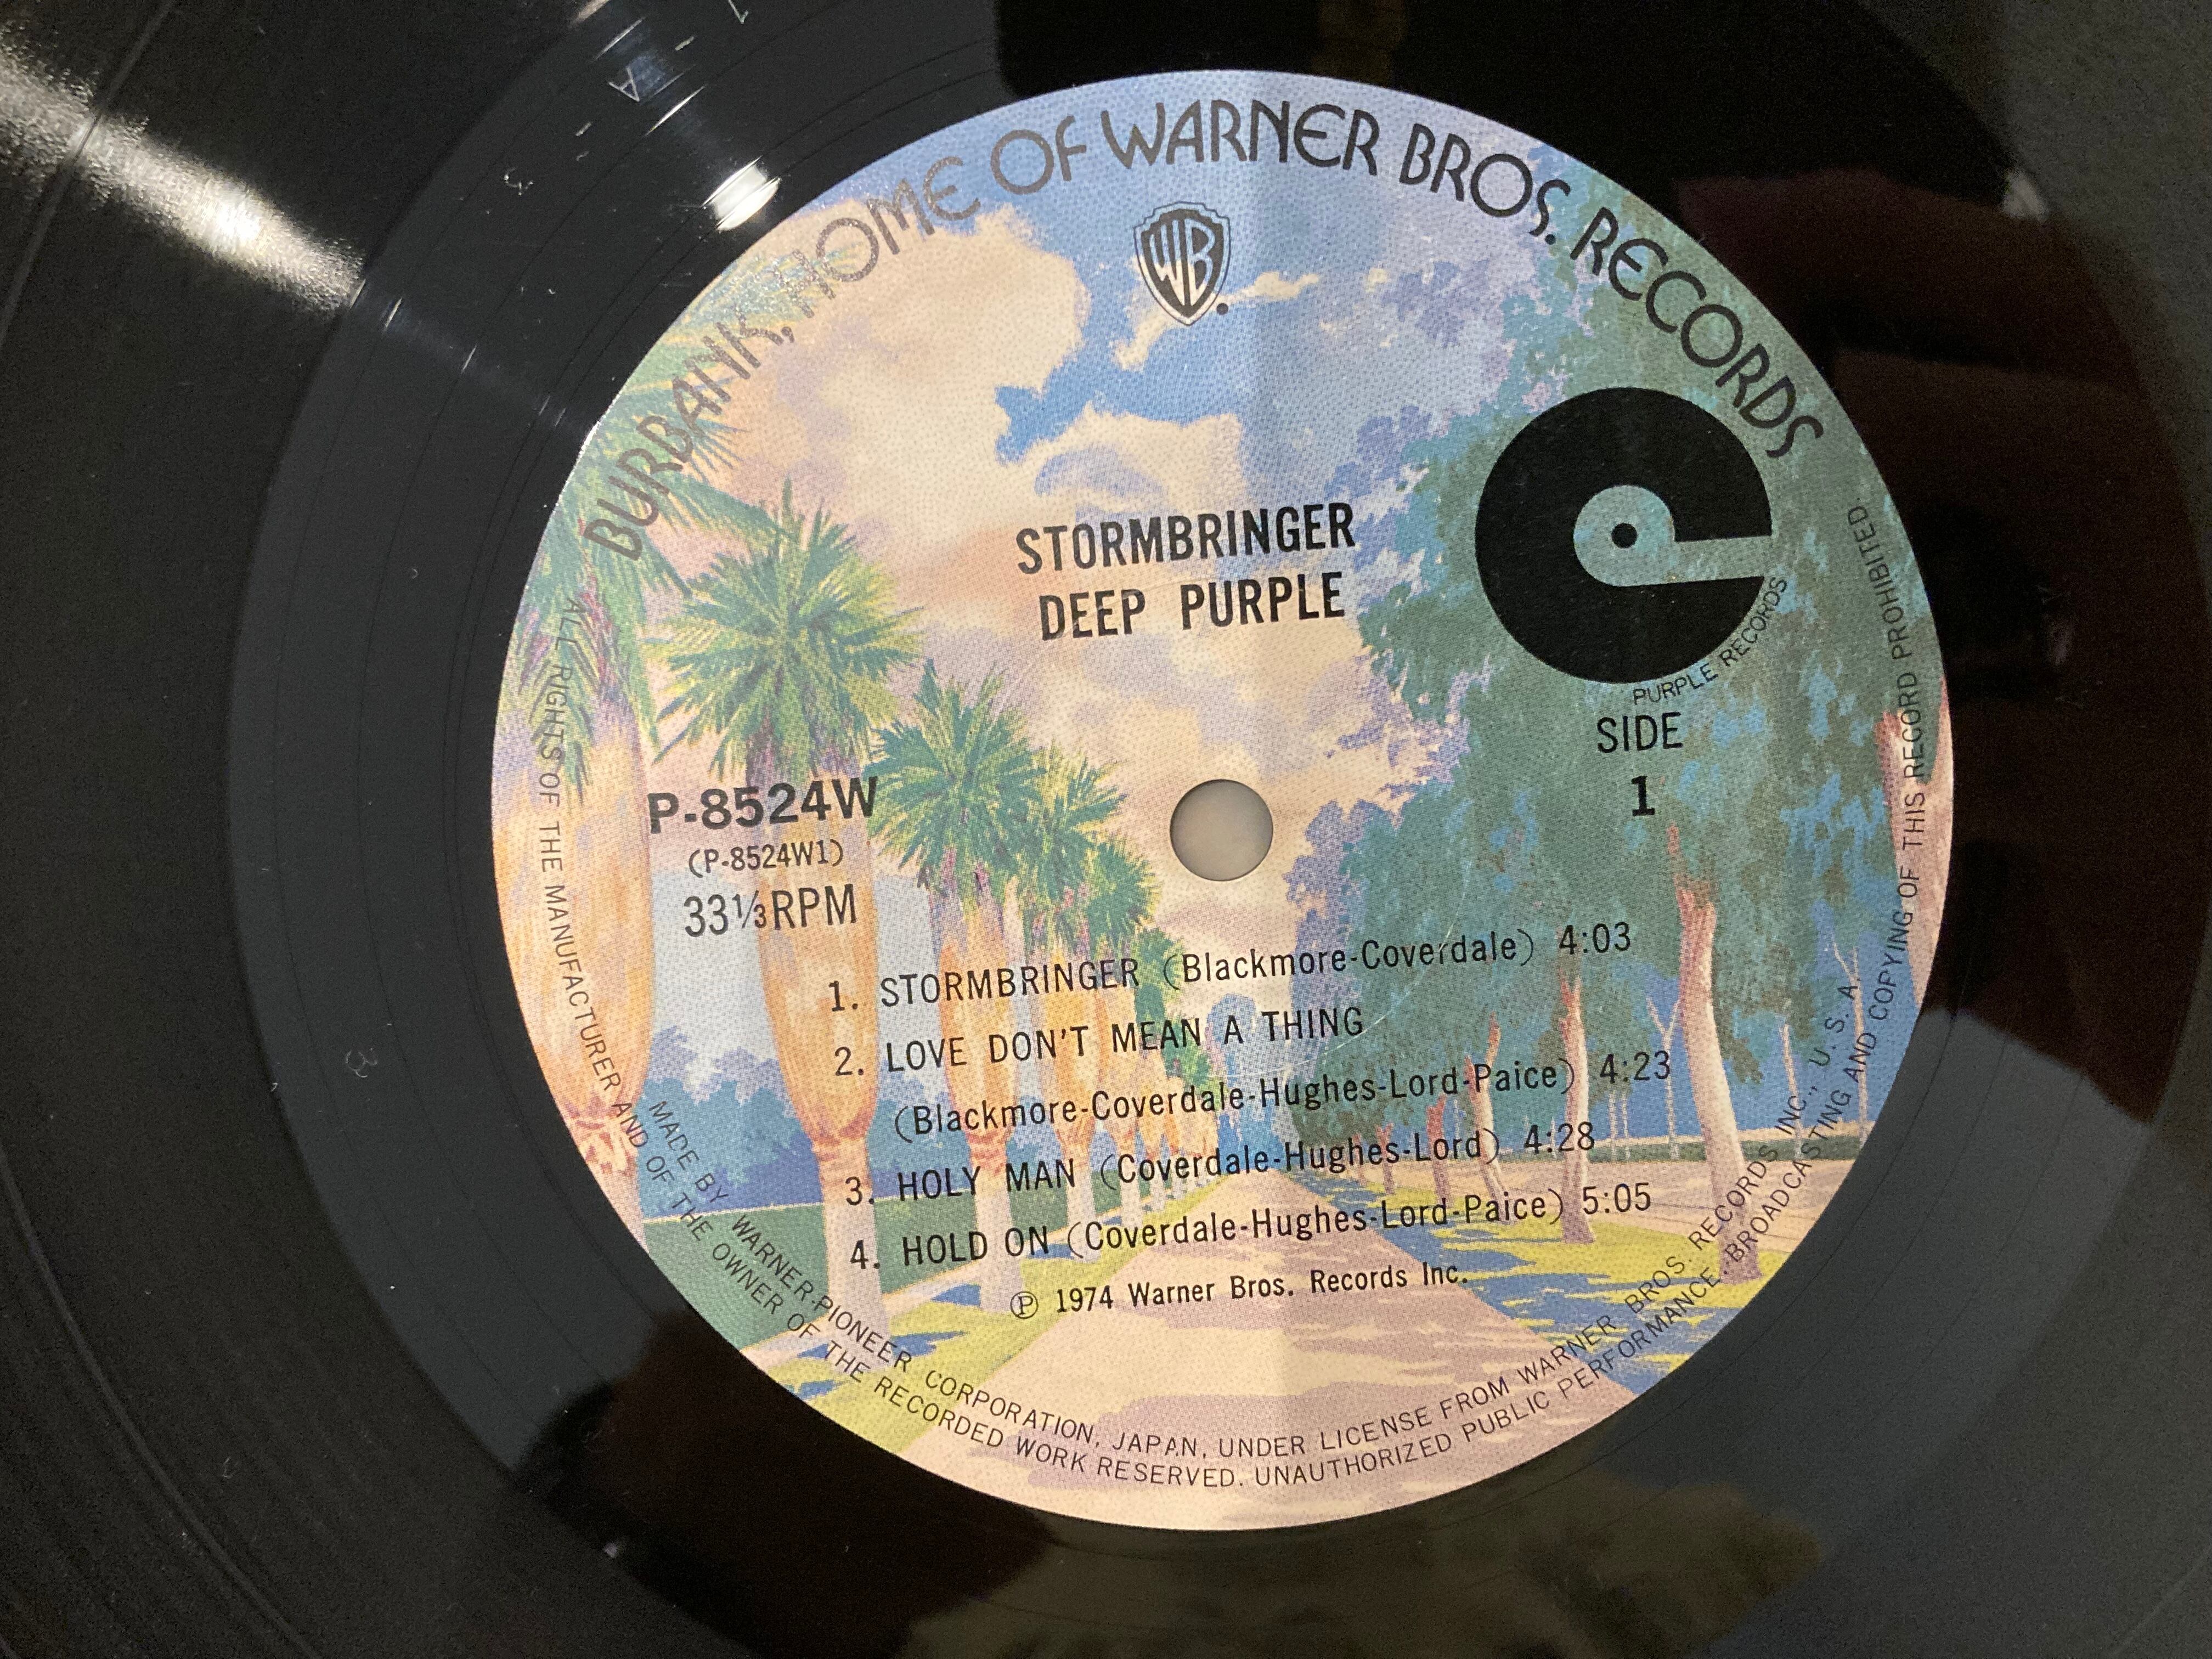 BURBANK, HOME OF WARNER BROS. RECORDS
WB
STORMBRINGER
DEEP PURPLE
PURPLE RECORDS
SIDE
1
P-8524W
(P-8524W1)
33⅓RPM
1. STORMBRINGER (Blackmore-Coverdale) 4:03
2. LOVE DON'T MEAN A THING
(Blackmore-Coverdale-Hughes-Lord-Paice) 4:23
3. HOLY MAN (Coverdale-Hughes-Lord) 4:28
4. HOLD ON (Coverdale-Hughes-Lord-Paice) 5:05
Ⓟ 1974 Warner Bros. Records Inc.
MADE BY WARNER-PIONEER CORPORATION, JAPAN, UNDER LICENSE FROM WARNER BROS. RECORDS INC., U. S. A.
ALL RIGHTS OF THE MANUFACTURER AND OF THE OWNER OF THE RECORDED WORK RESERVED. UNAUTHORIZED PUBLIC PERFORMANCE. BROADCASTING AND COPYING OF THIS RECORD PROHIBITED.